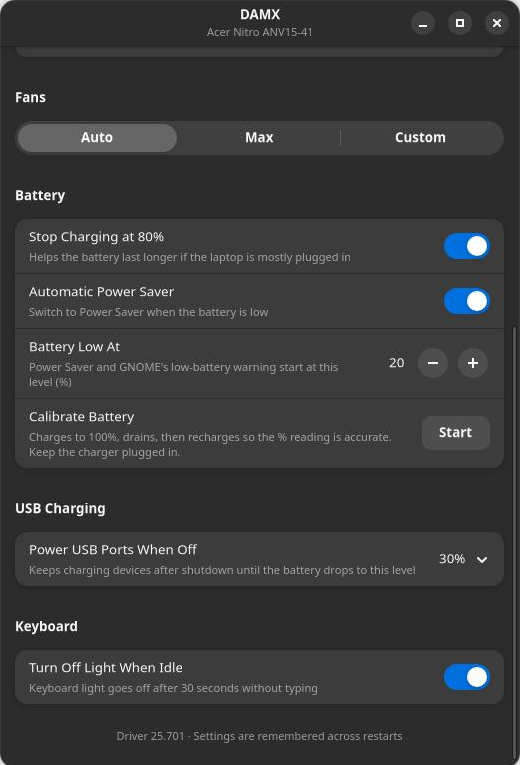 DAMX
Acer Nitro ANV15-41
Fans
Auto
Max
Custom
Battery
Stop Charging at 80%
Helps the battery last longer if the laptop is mostly plugged in
Automatic Power Saver
Switch to Power Saver when the battery is low
Battery Low At
Power Saver and GNOME's low-battery warning start at this
level (%)
20
Calibrate Battery
Charges to 100%, drains, then recharges so the % reading is accurate.
Keep the charger plugged in.
Start
USB Charging
Power USB Ports When Off
Keeps charging devices after shutdown until the battery drops to this level
30%
Keyboard
Turn Off Light When Idle
Keyboard light goes off after 30 seconds without typing
Driver 25.701 · Settings are remembered across restarts